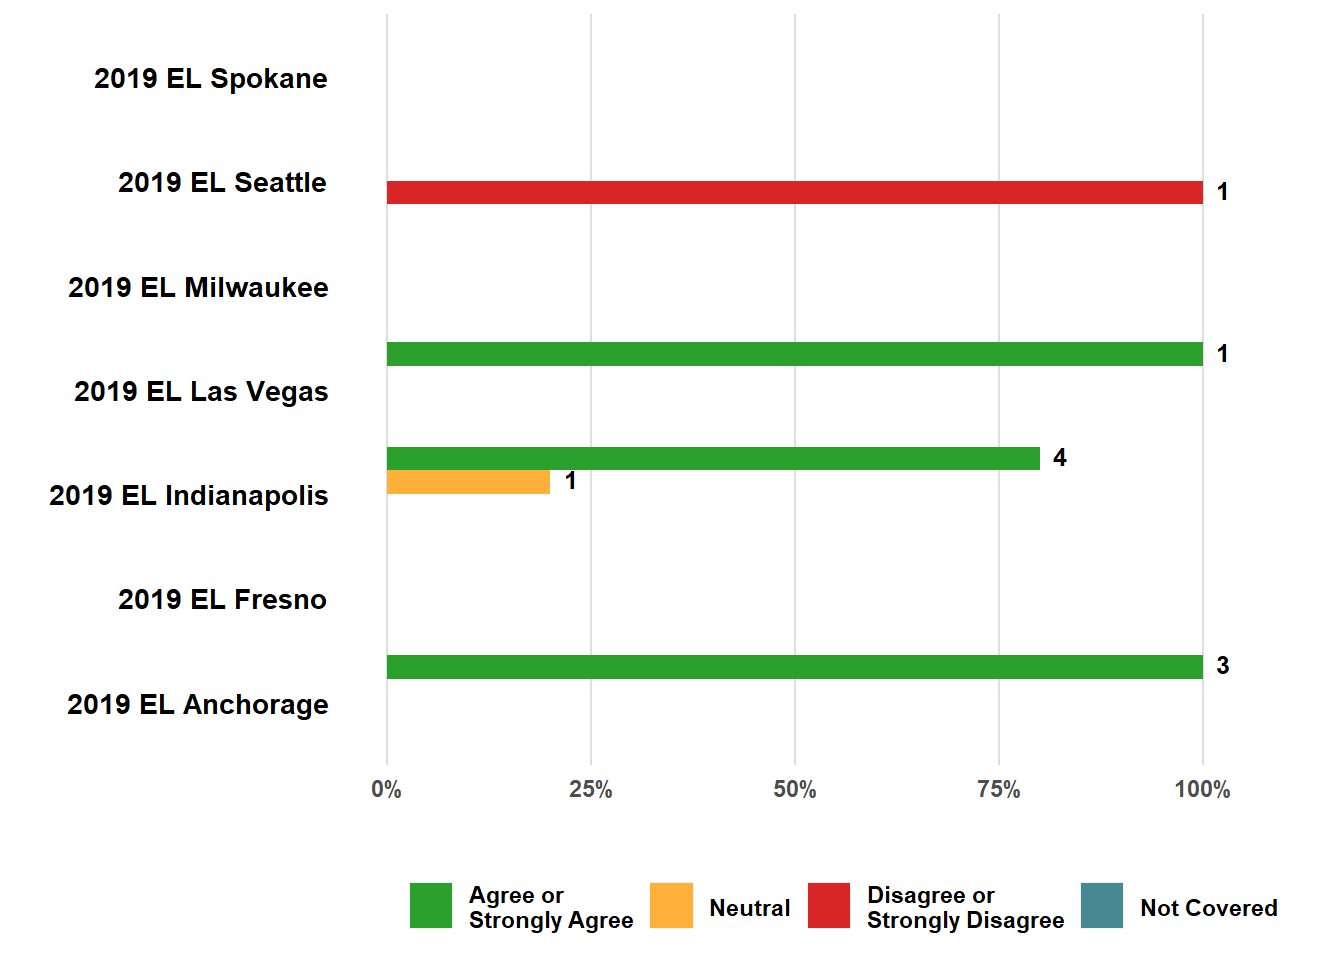 2019 EL Spokane
2019 EL Seattle
1
2019 EL Milwaukee
1
2019 EL Las Vegas
4
1
2019 EL Indianapolis
2019 EL Fresno
3
2019 EL Anchorage
0% 25% 50% 75% 100%
Agree or
Strongly Agree
Neutral
Disagree or
Strongly Disagree
Not Covered